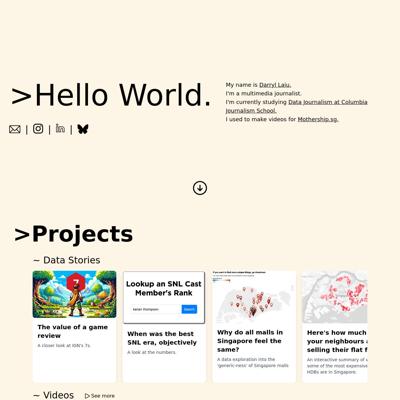 >Hello World.
My name is Darryl Laiu.
I'm a multimedia journalist.
I'm currently studying Data Journalism at Columbia
Journalism School.
I used to make videos for Mothership.sg.
>Projects
~ Data Stories
7
The value of a game
review
A closer look at IGN's 7s.
Lookup an SNL Cast
Member's Rank
Search
When was the best
SNL era, objectively
A look at the numbers.
Why do all malls in
Singapore feel the
same?
A data exploration into the
'generic-ness' of Singapore malls
Here's how much
your neighbours a
selling their flat f
An interactive summary of
some of the most expensive
HDBs are in Singapore.
~ Videos
See more